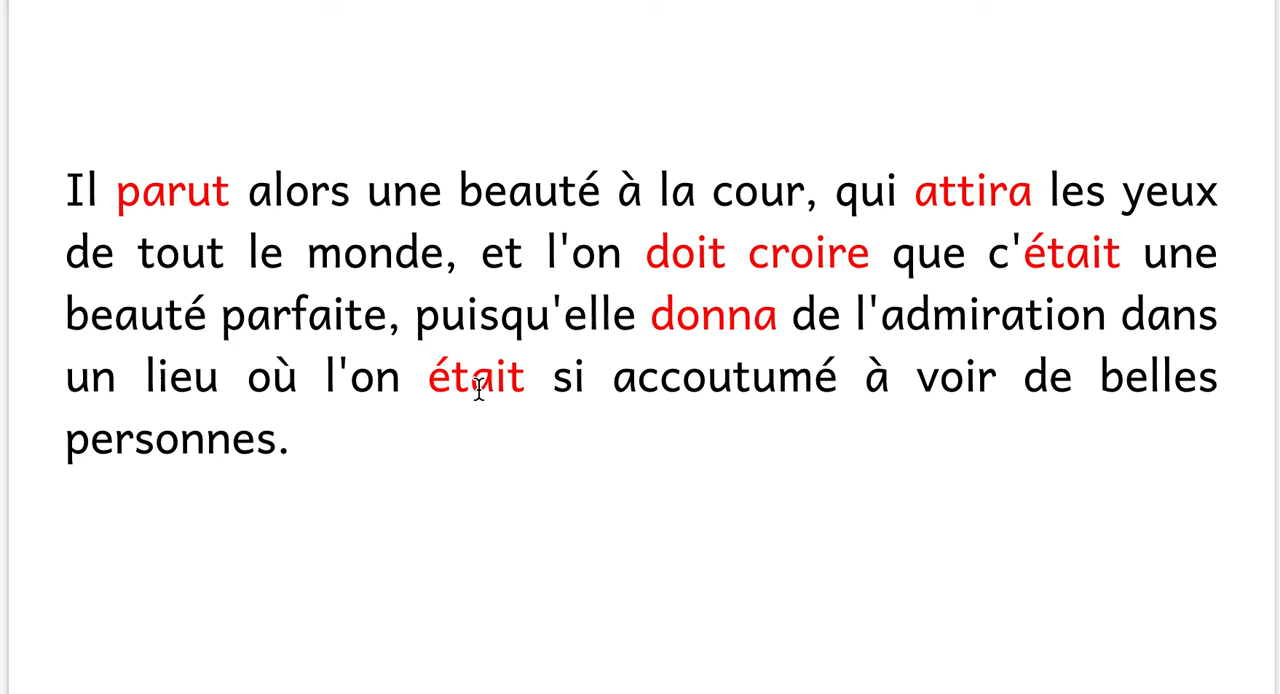 Il parut alors une beauté à la cour, qui attira les yeux
de tout le monde, et l'on doit croire que c'était une
beauté parfaite, puisqu'elle donna de l'admiration dans
un lieu où l'on était si accoutumé à voir de belles
personnes.